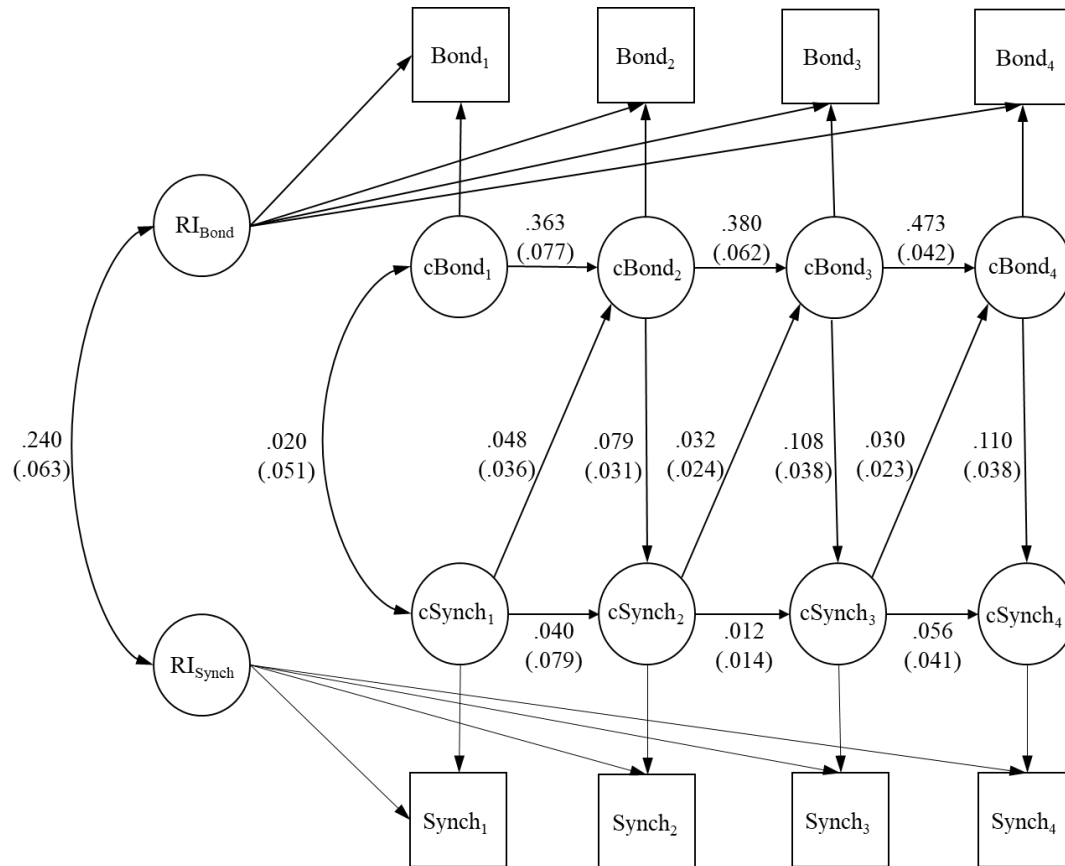 Bond₁
Bond₂
Bond₃
Bond₄
RI_Bond
.363
(.077)
.380
(.062)
.473
(.042)
cBond₁
cBond₂
cBond₃
cBond₄
.240
(.063)
.020
(.051)
.048
(.036)
.079
(.031)
.032
(.024)
.108
(.038)
.030
(.023)
.110
(.038)
cSynch₁
cSynch₂
cSynch₃
cSynch₄
.040
(.079)
.012
(.014)
.056
(.041)
RI_Synch
Synch₁
Synch₂
Synch₃
Synch₄